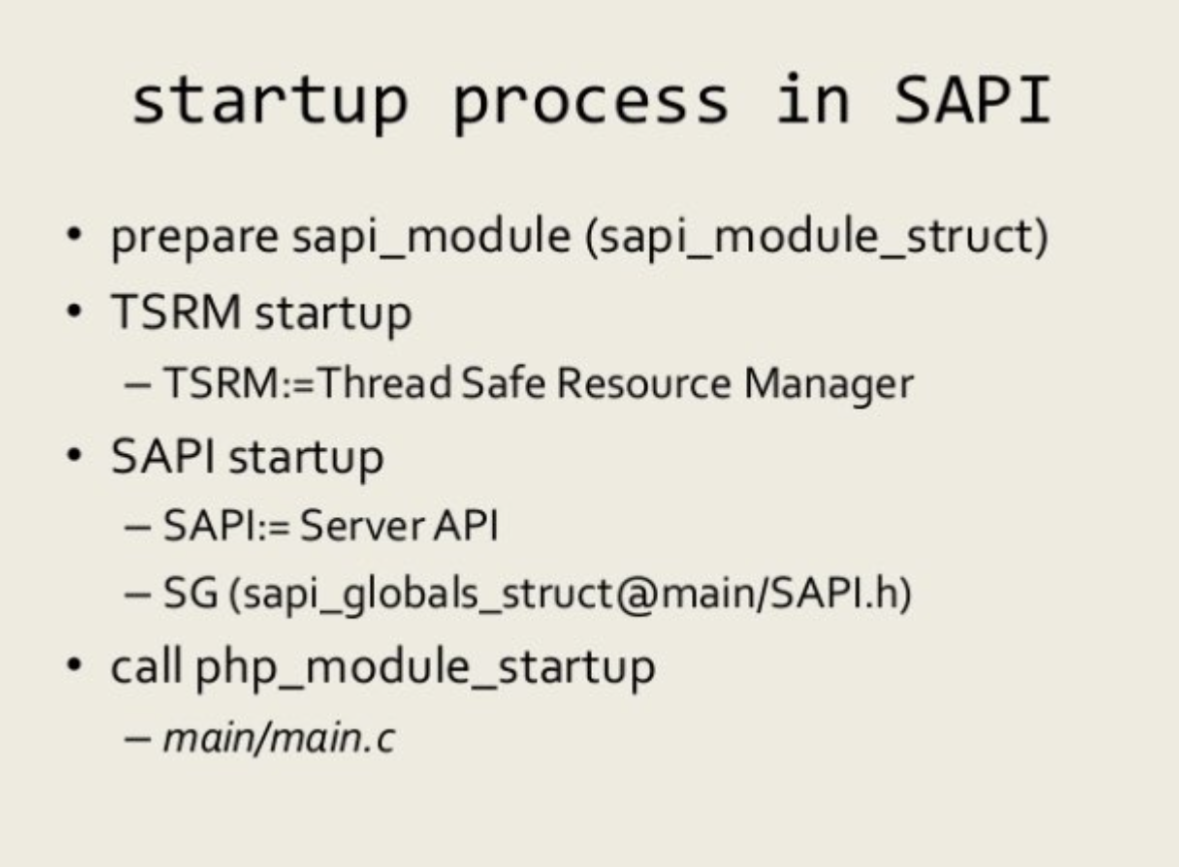 startup process in SAPI
• prepare sapi_module (sapi_module_struct)
• TSRM startup
– TSRM:=Thread Safe Resource Manager
• SAPI startup
– SAPI:= Server API
– SG (sapi_globals_struct@main/SAPI.h)
• call php_module_startup
– main/main.c